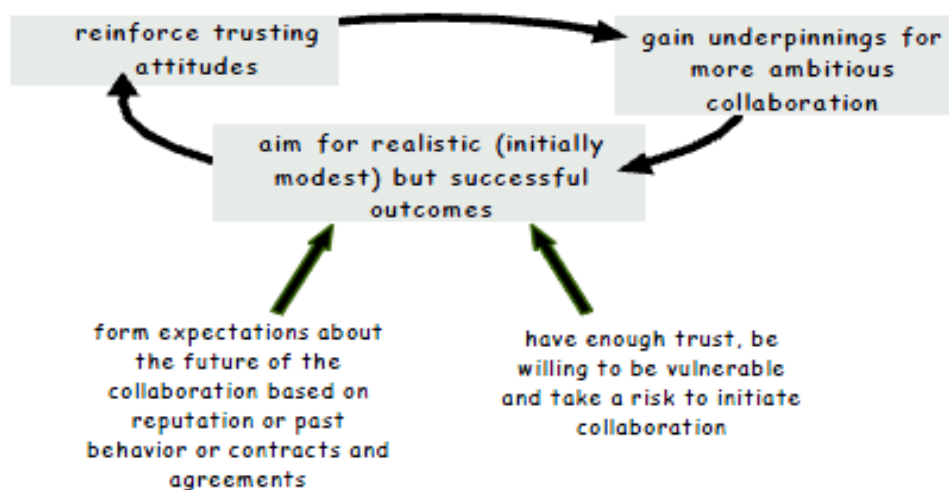 reinforce trusting
attitudes
gain underpinnings for
more ambitious
collaboration
aim for realistic (initially
modest) but successful
outcomes
form expectations about
the future of the
collaboration based on
reputation or past
behavior or contracts and
agreements
have enough trust, be
willing to be vulnerable
and take a risk to initiate
collaboration